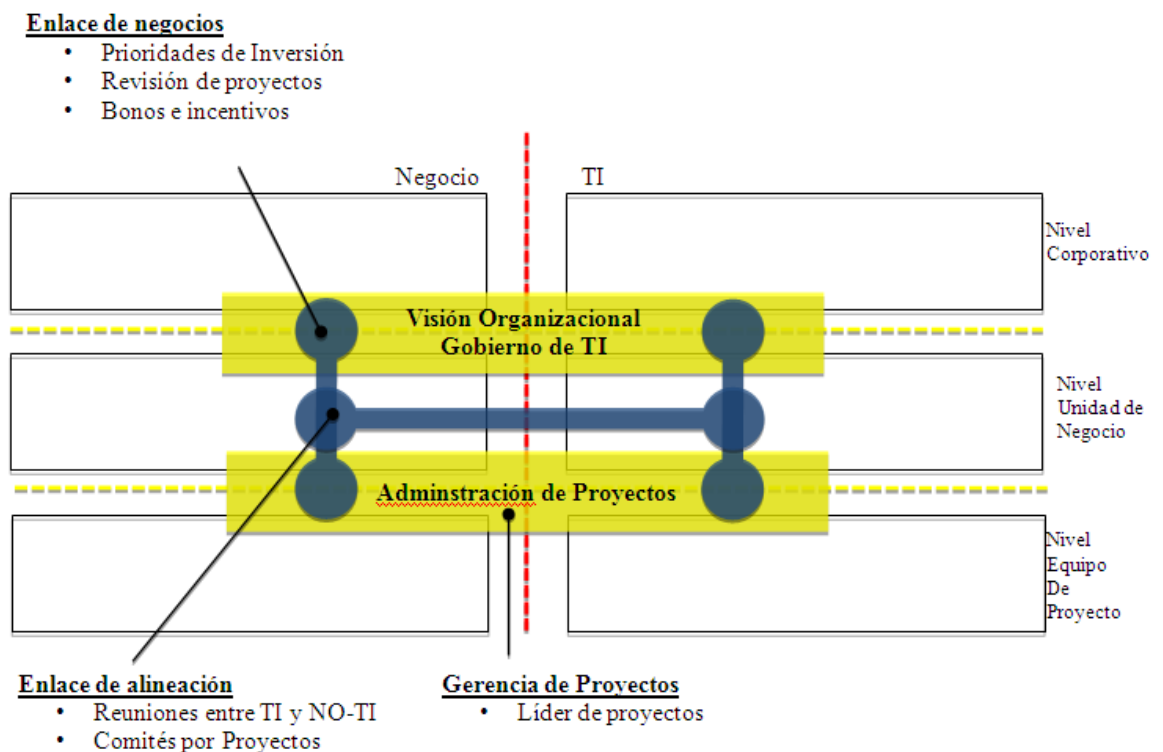 Enlace de negocios
• Prioridades de Inversión
• Revisión de proyectos
• Bonos e incentivos
Negocio
TI
Nivel
Corporativo
Visión Organizacional
Gobierno de TI
Nivel
Unidad de
Negocio
Adminstración de Proyectos
Nivel
Equipo
De
Proyecto
Enlace de alineación
• Reuniones entre TI y NO-TI
• Comités por Proyectos
Gerencia de Proyectos
• Líder de proyectos